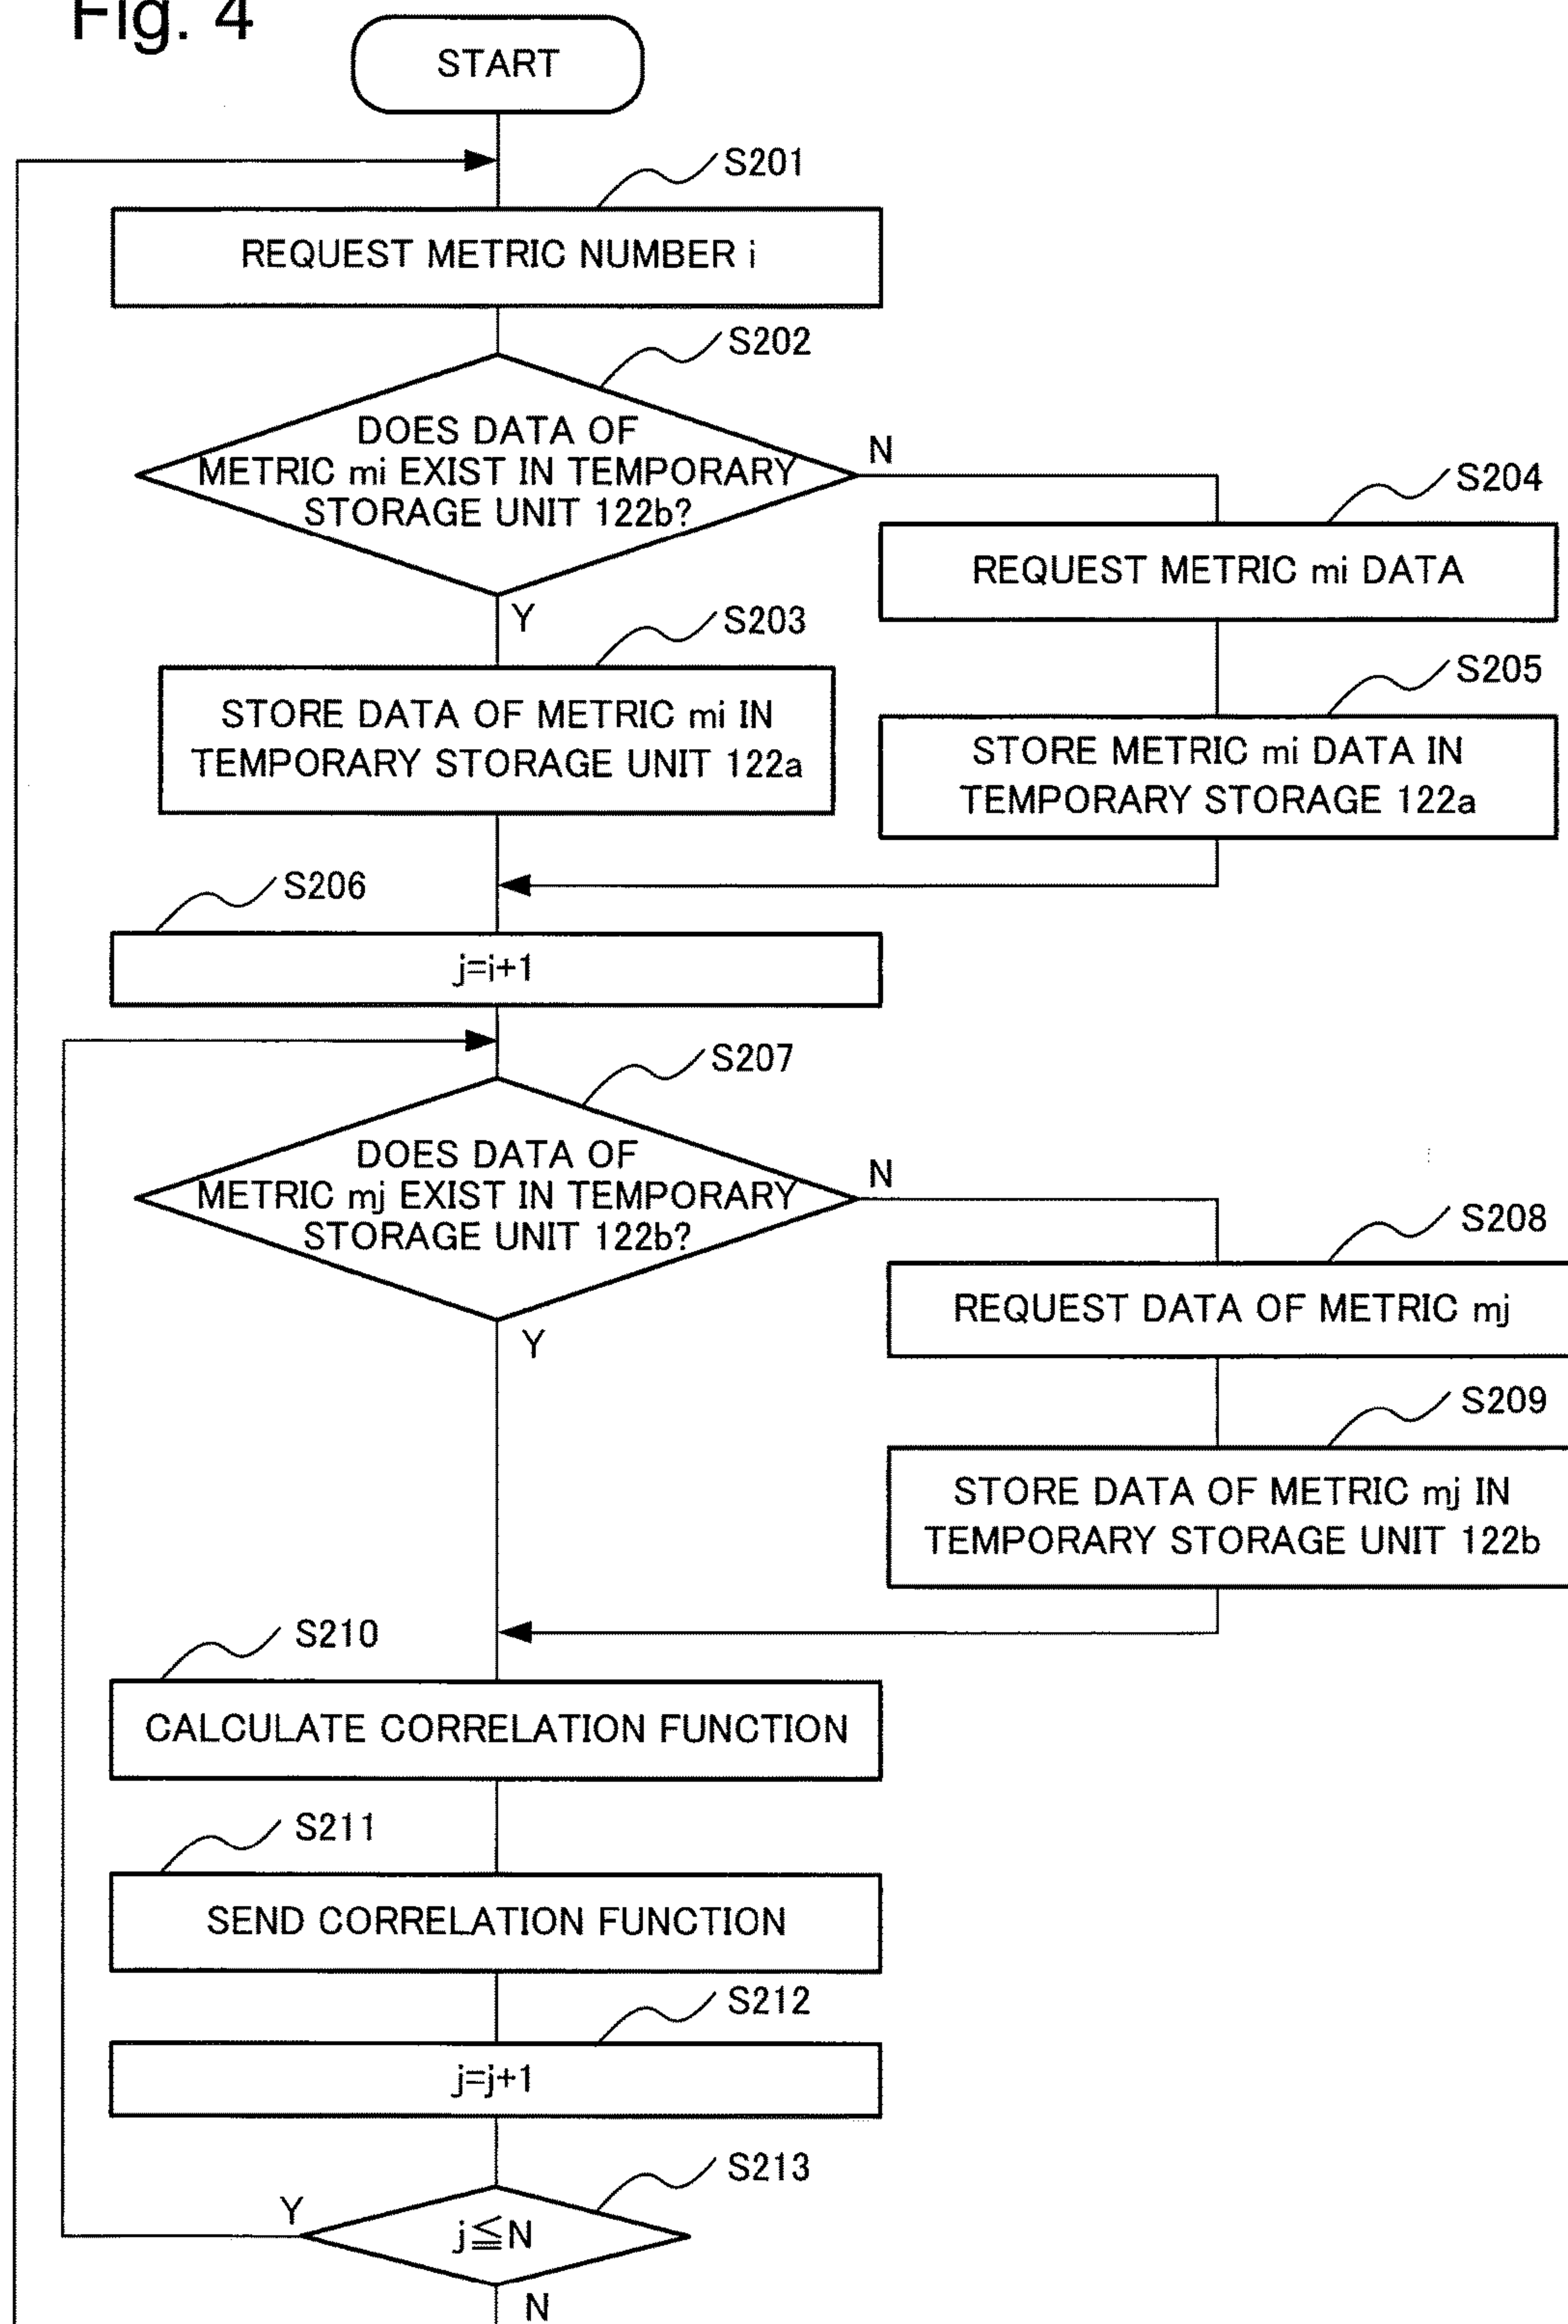 Fig. 4
START
S201
REQUEST METRIC NUMBER i
S202
DOES DATA OF
METRIC mi EXIST IN TEMPORARY
STORAGE UNIT 122b?
N
Y
S204
REQUEST METRIC mi DATA
S203
STORE DATA OF METRIC mi IN
TEMPORARY STORAGE UNIT 122a
S205
STORE METRIC mi DATA IN
TEMPORARY STORAGE 122a
S206
j=i+1
S207
DOES DATA OF
METRIC mj EXIST IN TEMPORARY
STORAGE UNIT 122b?
N
Y
S208
REQUEST DATA OF METRIC mj
S209
STORE DATA OF METRIC mj IN
TEMPORARY STORAGE UNIT 122b
S210
CALCULATE CORRELATION FUNCTION
S211
SEND CORRELATION FUNCTION
S212
j=j+1
S213
Y
j≦N
N